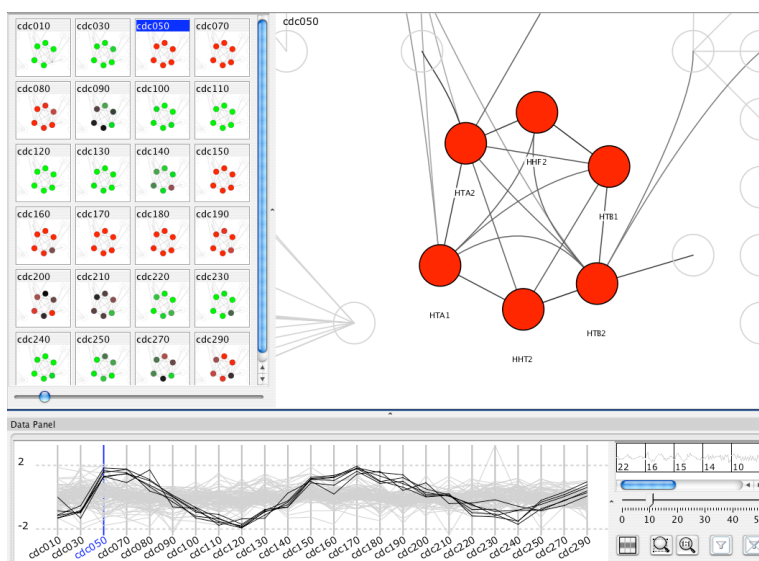 cdc010 cdc030 cdc050 cdc070
cdc080 cdc090 cdc100 cdc110
cdc120 cdc130 cdc140 cdc150
cdc160 cdc170 cdc180 cdc190
cdc200 cdc210 cdc220 cdc230
cdc240 cdc250 cdc270 cdc290
cdc050
HHF2
HTA2
HTB1
HTA1
HTB2
HHT2
Data Panel
2
-2
cdc010 cdc030 cdc050 cdc070 cdc080 cdc090 cdc100 cdc110 cdc120 cdc130 cdc140 cdc150 cdc160 cdc170 cdc180 cdc190 cdc200 cdc210 cdc220 cdc230 cdc240 cdc250 cdc270 cdc290
22 16 15 14 10
0 10 20 30 40 50